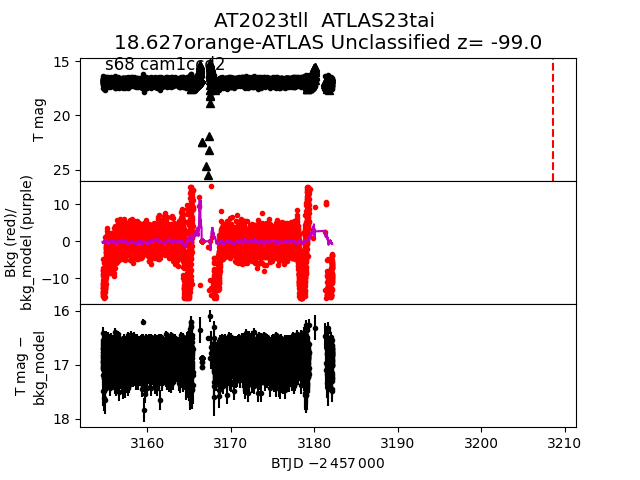 AT2023tll ATLAS23tai
18.627orange-ATLAS Unclassified z= -99.0
s68 cam1
15
20
25
T mag
10
0
−10
Bkg (red)/
bkg_model (purple)
16
17
18
T mag −
bkg_model
3160 3170 3180 3190 3200 3210
BTJD −2 457 000